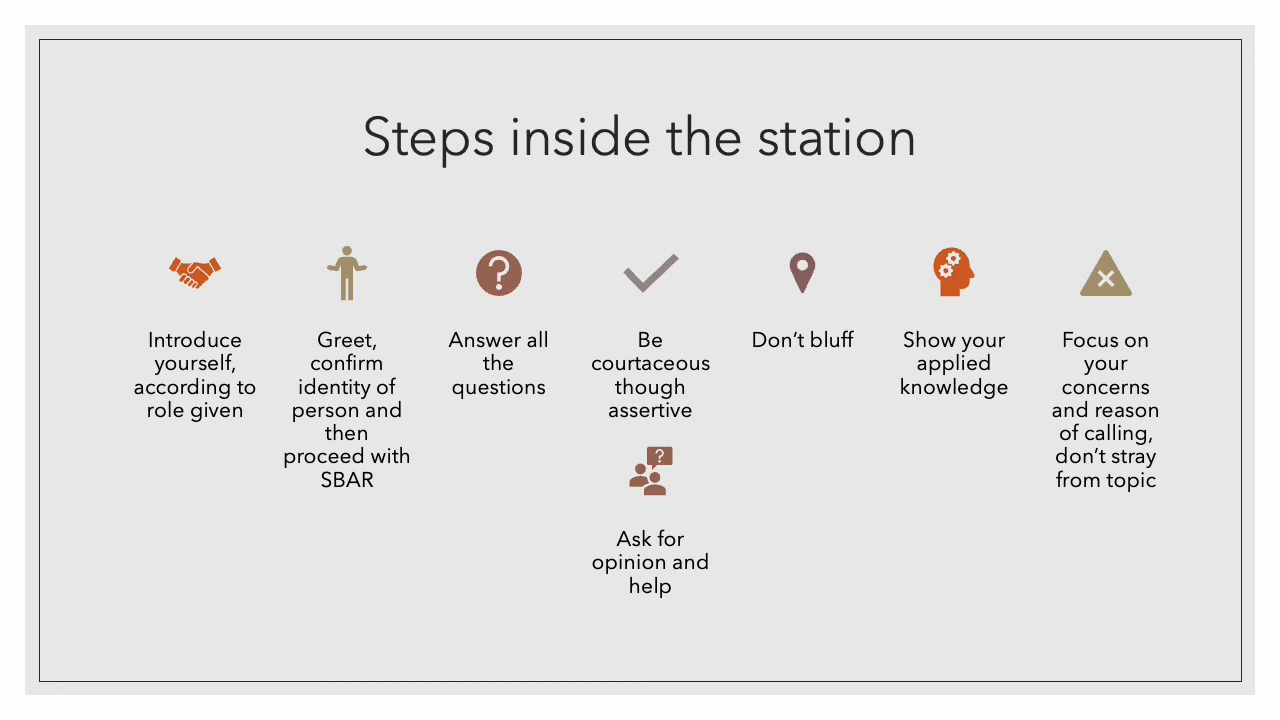 Steps inside the station
Introduce
yourself,
according to
role given
Greet,
confirm
identity of
person and
then
proceed with
SBAR
Answer all
the
questions
Be
courtaceous
though
assertive
Don’t bluff
Show your
applied
knowledge
Focus on
your
concerns
and reason
of calling,
don’t stray
from topic
?
Ask for
opinion and
help